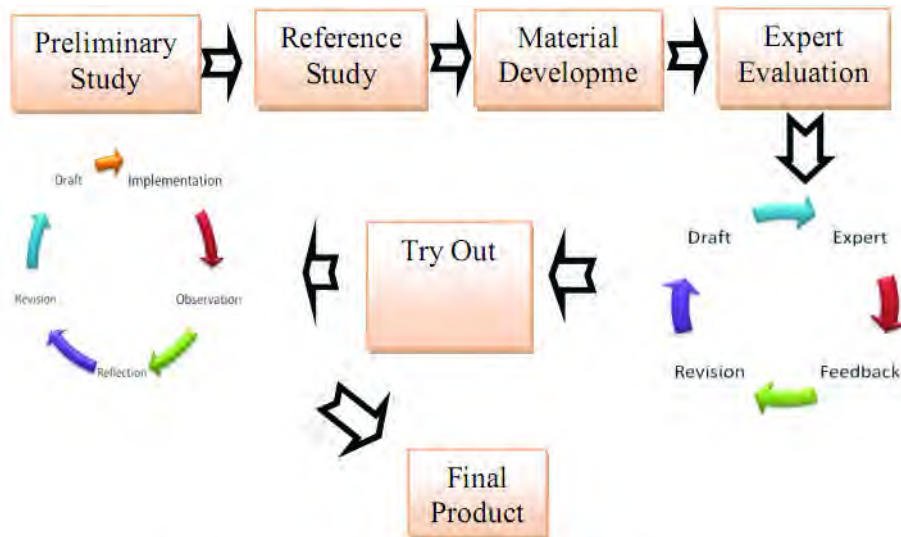 Preliminary
Study
Reference
Study
Material
Developme
Expert
Evaluation
Draft
Implementation
Observation
Reflection
Revision
Try Out
Draft
Expert
Feedback
Revision
Final
Product